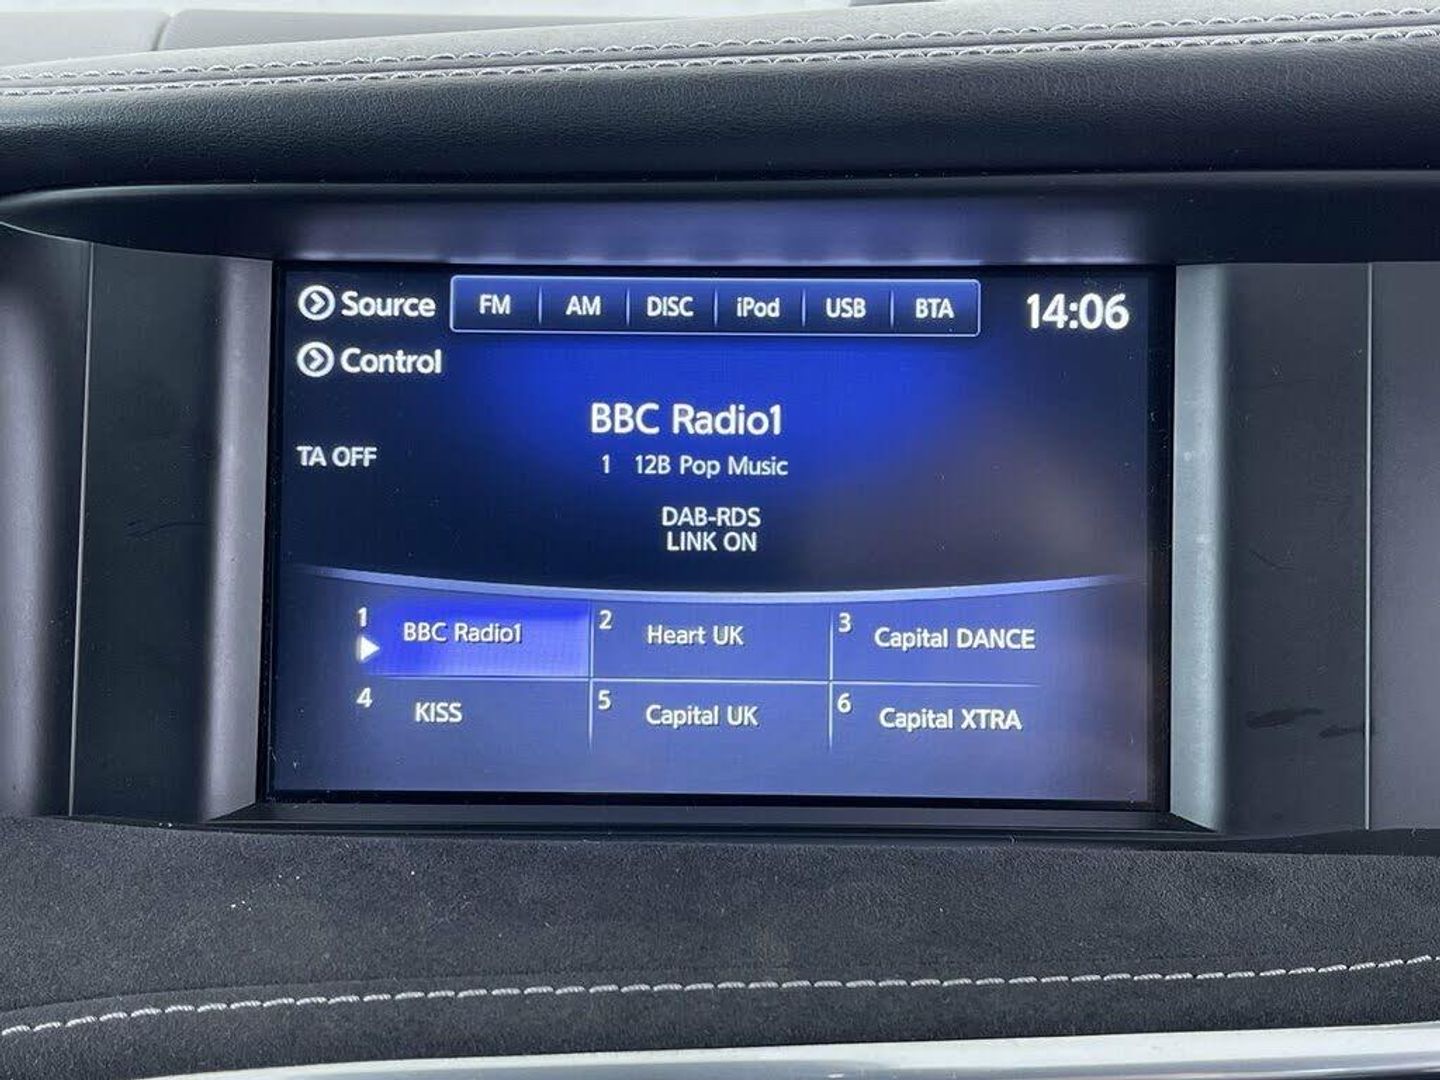 Source FM AM DISC iPod USB BTA 14:06
Control
BBC Radio1
TA OFF
1 12B Pop Music
DAB-RDS
LINK ON
1 BBC Radio1 2 Heart UK 3 Capital DANCE
4 KISS 5 Capital UK 6 Capital XTRA